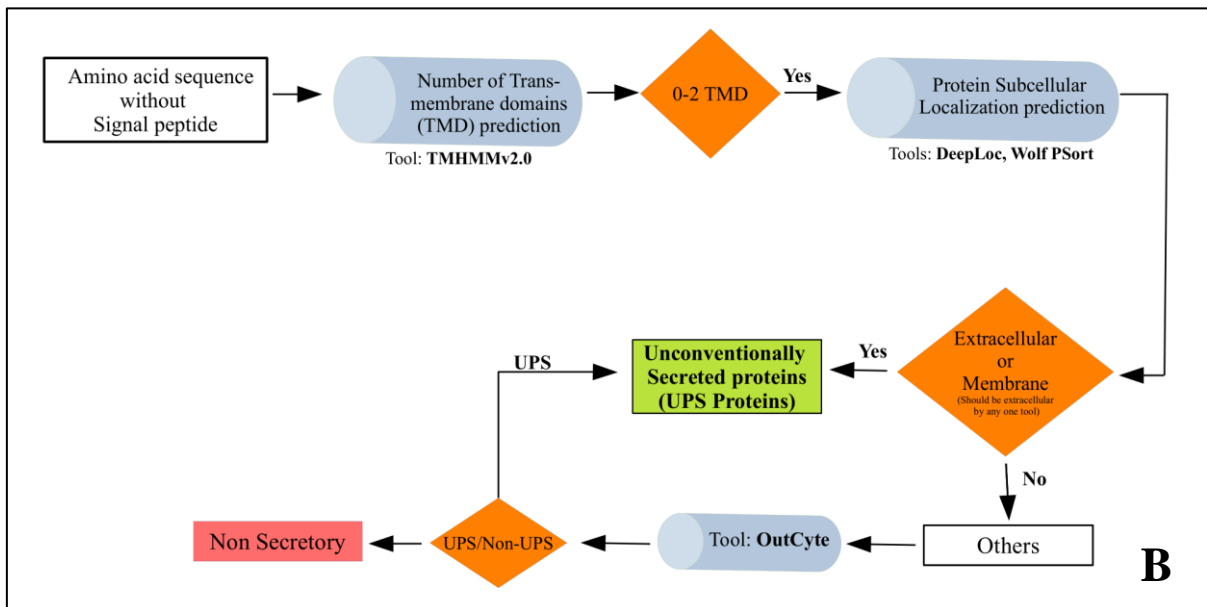 Amino acid sequence
without
Signal peptide
Number of Trans-
membrane domains
(TMD) prediction
Tool: TMHMMv2.0
0-2 TMD
Yes
Protein Subcellular
Localization prediction
Tools: DeepLoc, Wolf PSort
Extracellular
or
Membrane
(Should be extracellular
by any one tool)
Yes
Unconventionally
Secreted proteins
(UPS Proteins)
UPS
No
Others
Tool: OutCyte
UPS/Non-UPS
Non Secretory
B